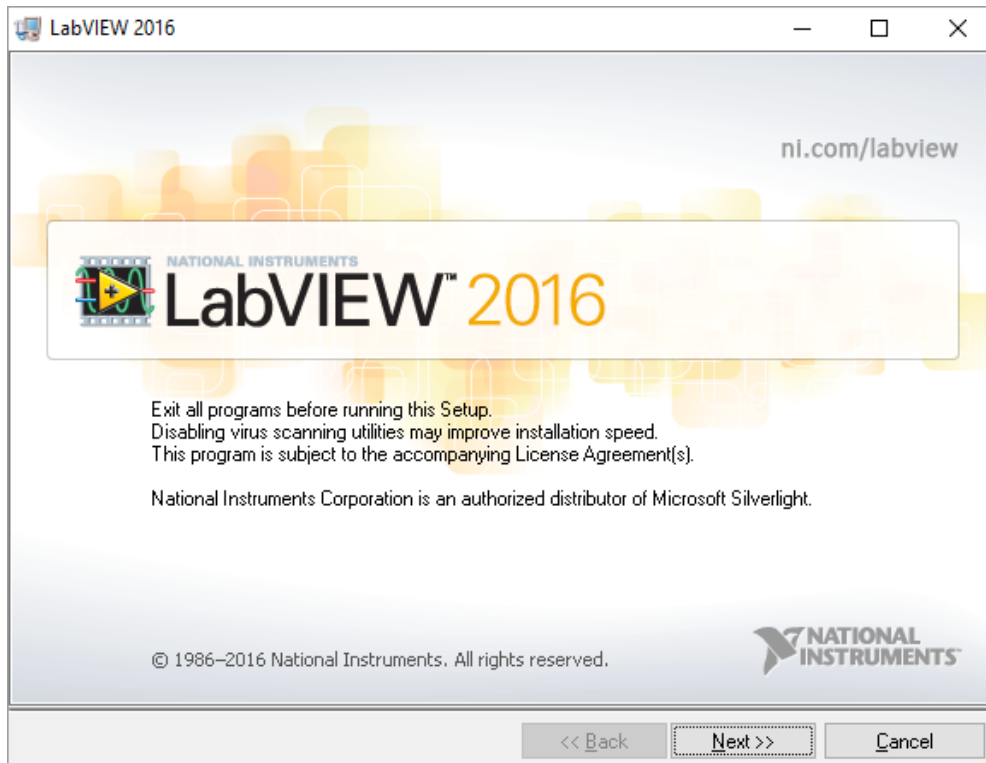 LabVIEW 2016
ni.com/labview
NATIONAL INSTRUMENTS
LabVIEW™ 2016
Exit all programs before running this Setup.
Disabling virus scanning utilities may improve installation speed.
This program is subject to the accompanying License Agreement(s).
National Instruments Corporation is an authorized distributor of Microsoft Silverlight.
© 1986–2016 National Instruments. All rights reserved.
NATIONAL
INSTRUMENTS™
<< Back
Next >>
Cancel